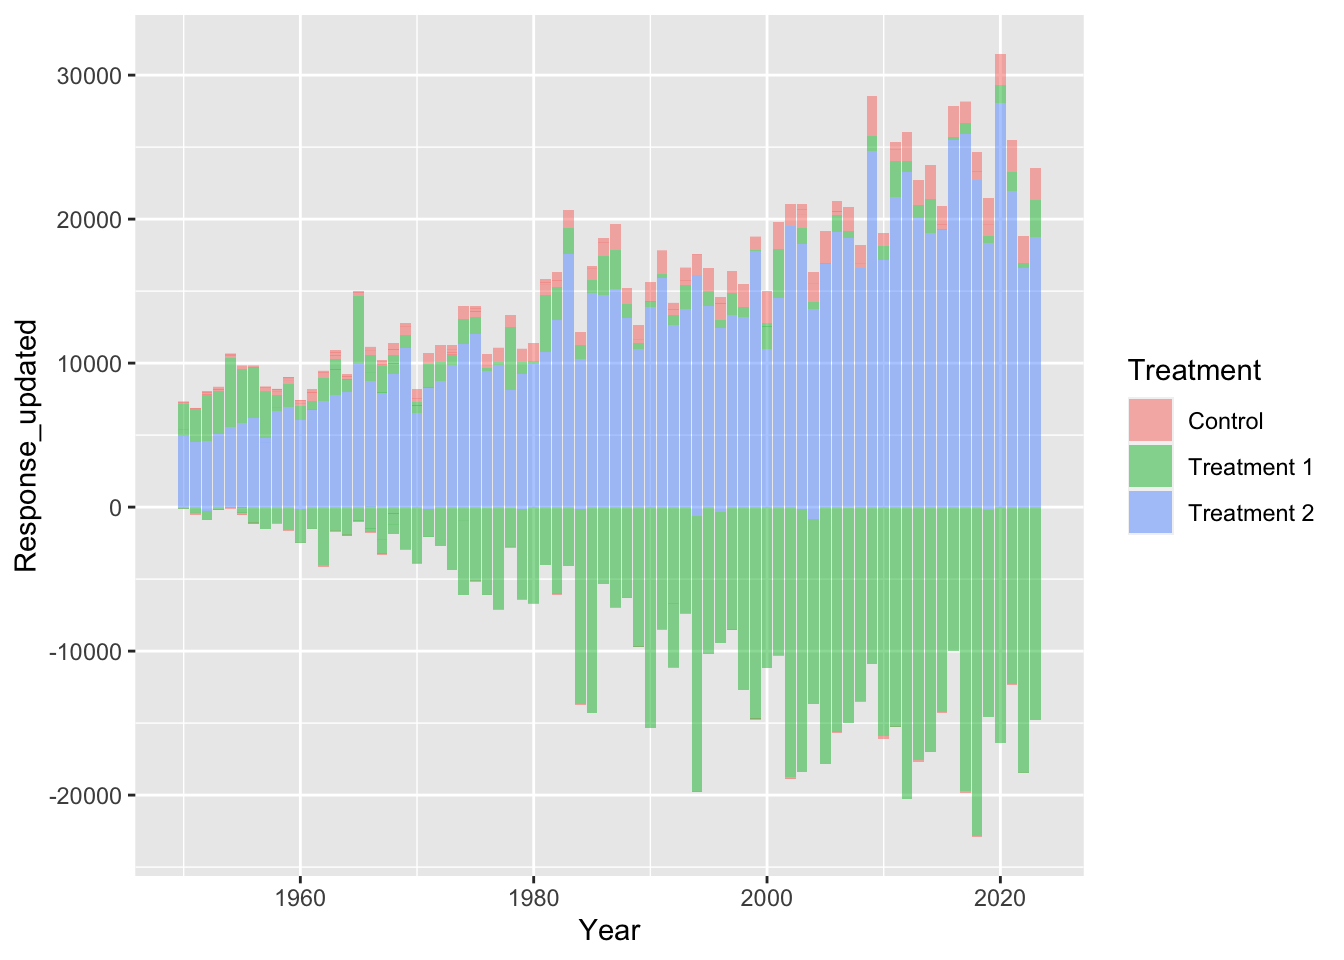 30000
20000
10000
0
-10000
-20000
Response_updated
1960
1980
2000
2020
Year
Treatment
Control
Treatment 1
Treatment 2